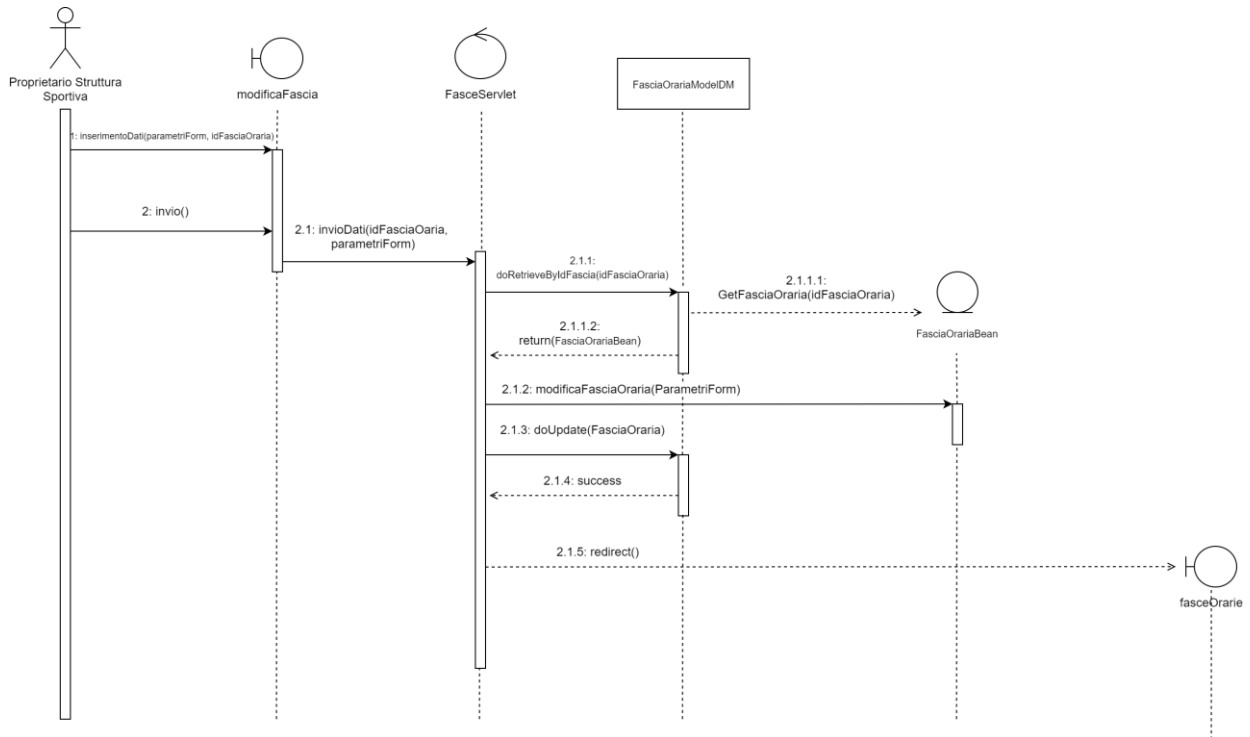 Proprietario Struttura
Sportiva
modificaFascia
FasceServlet
FasciaOrariaModelDM
1: inserimentoDati(parametriForm, idFasciaOraria)
2: invio()
2.1: invioDati(idFasciaOaria,
parametriForm)
2.1.1:
doRetrieveByIdFascia(idFasciaOraria)
2.1.1.1:
GetFasciaOraria(idFasciaOraria)
FasciaOrariaBean
2.1.1.2:
return(FasciaOrariaBean)
2.1.2: modificaFasciaOraria(ParametriForm)
2.1.3: doUpdate(FasciaOraria)
2.1.4: success
2.1.5: redirect()
fasceOrarie